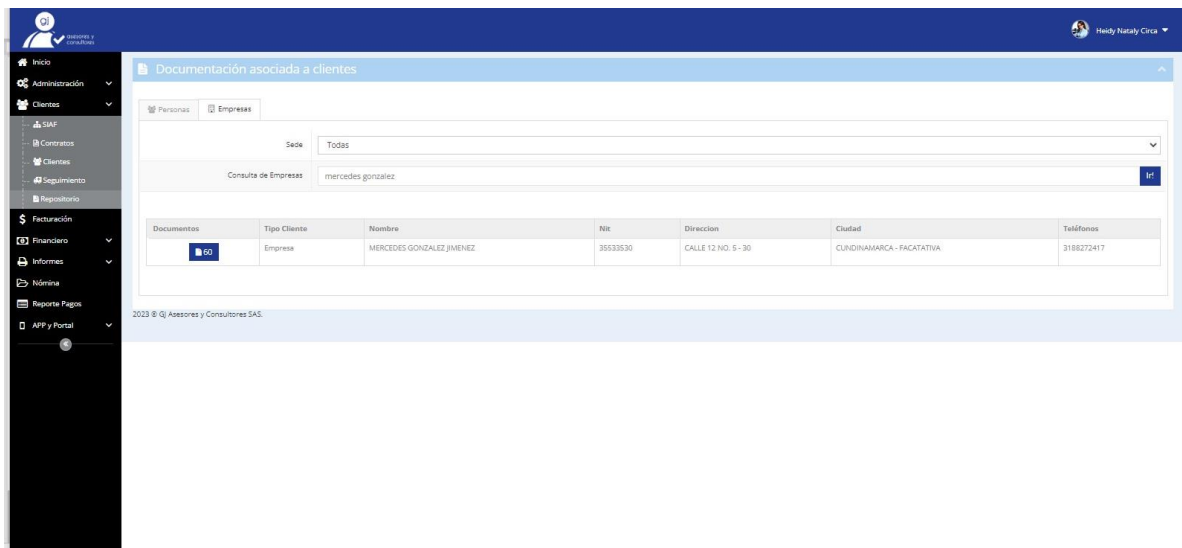 gj
asesores y
consultores
Heidy Nataly Circa
Inicio
Administración
Clientes
SIAF
Contratos
Clientes
Seguimiento
Repositorio
Facturación
Financiero
Informes
Nómina
Reporte Pagos
APP y Portal
Documentación asociada a clientes
Personas Empresas
Sede Todas
Consulta de Empresas mercedes gonzalez Ir!
Documentos Tipo Cliente Nombre Nit Direccion Ciudad Teléfonos
60 Empresa MERCEDES GONZALEZ JIMENEZ 35533530 CALLE 12 NO. 5 - 30 CUNDINAMARCA - FACATATIVA 3188272417
2023 © Gj Asesores y Consultores SAS.